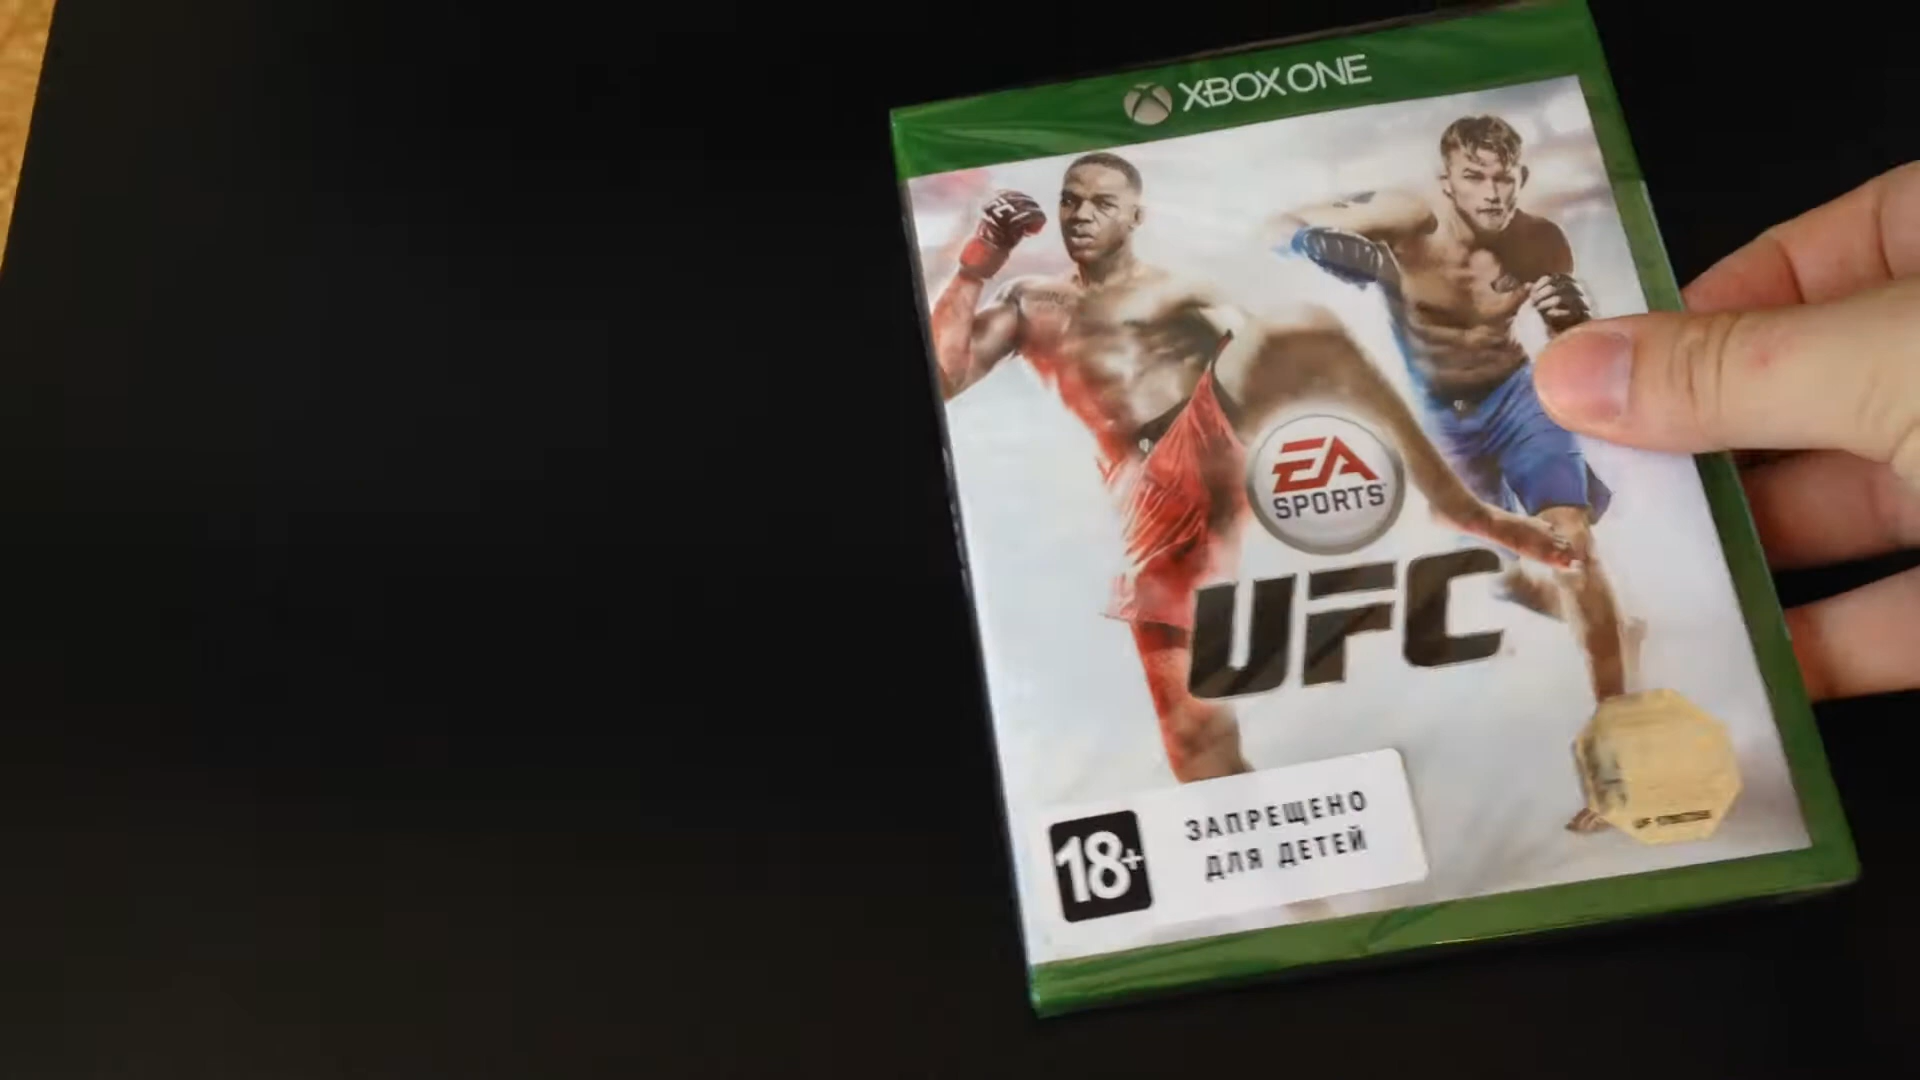 XBOX ONE
EA
SPORTS
UFC
18+
ЗАПРЕЩЕНО
ДЛЯ ДЕТЕЙ